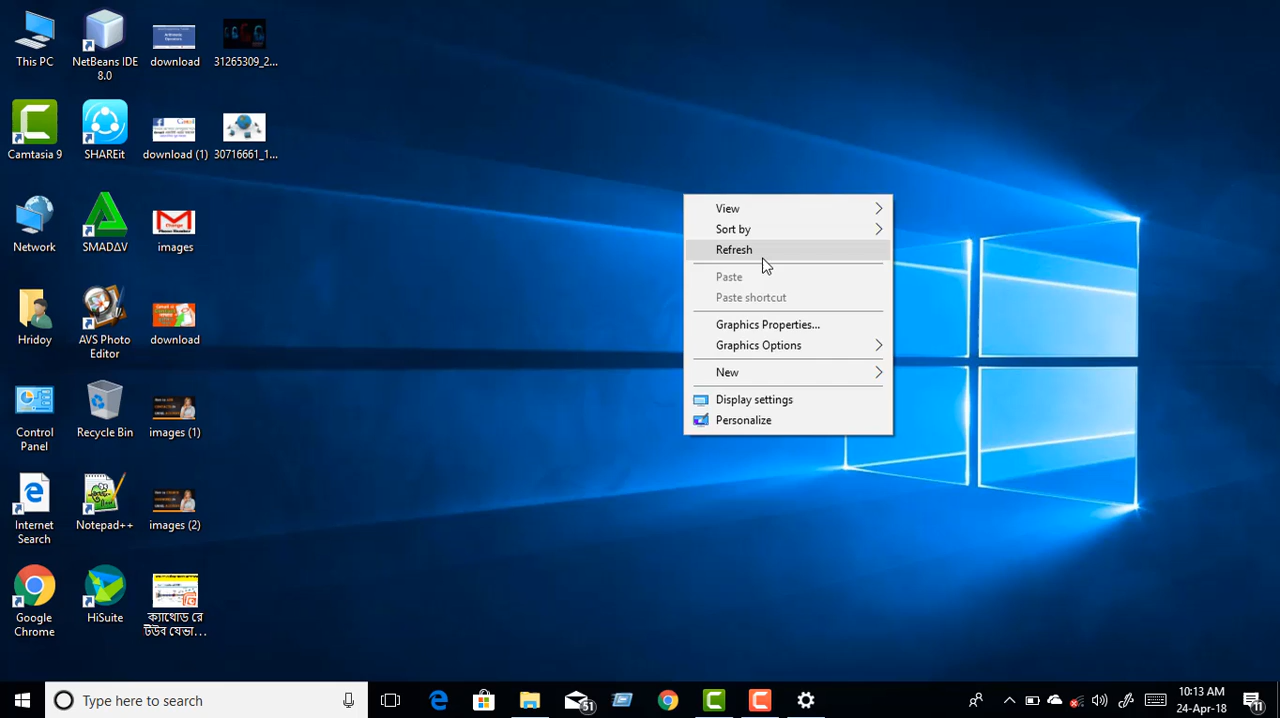 This PC
NetBeans IDE
8.0
download
31265309_2...
Camtasia 9
SHAREit
download (1)
30716661_1...
Network
SMADΔV
images
Hridoy
AVS Photo
Editor
download
Control
Panel
Recycle Bin
images (1)
Internet
Search
Notepad++
images (2)
Google
Chrome
HiSuite
ক্যাথোড রে
টিউব যেভা...
View
Sort by
Refresh
Paste
Paste shortcut
Graphics Properties...
Graphics Options
New
Display settings
Personalize
Type here to search
51
:13 AM
24-Apr-18
11